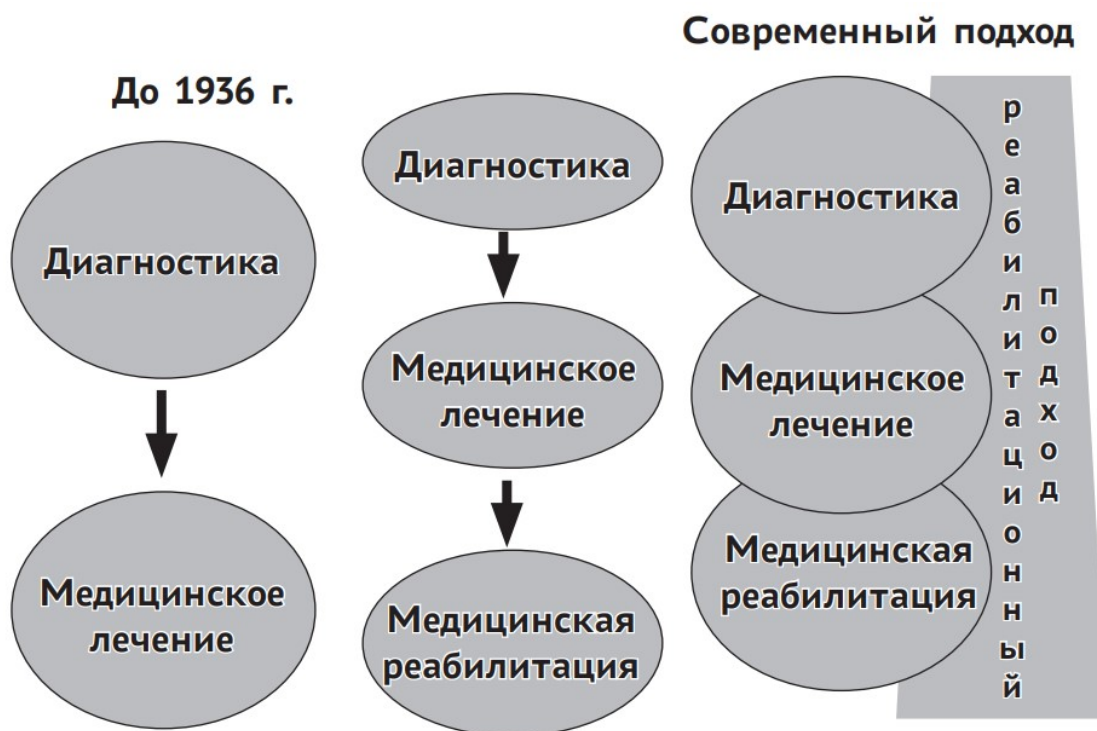 До 1936 г.
Диагностика
Медицинское
лечение
Диагностика
Медицинское
лечение
Медицинская
реабилитация
Современный подход
Диагностика
Медицинское
лечение
Медицинская
реабилитация
реабилитационный
подход